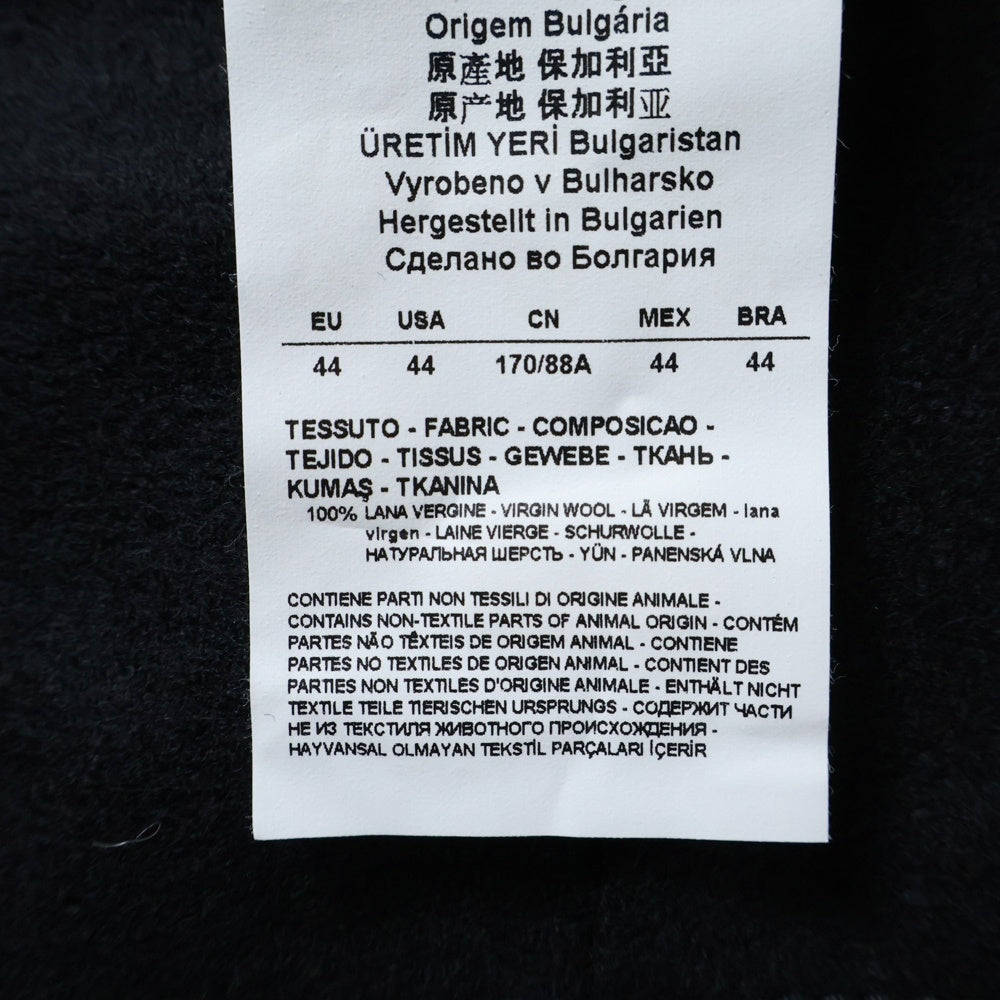 Origem Bulgária
原產地 保加利亞
原产地 保加利亚
ÜRETİM YERİ Bulgaristan
Vyrobeno v Bulharsko
Hergestellt in Bulgarien
Сделано во Болгария
EU USA CN MEX BRA
44 44 170/88A 44 44
TESSUTO - FABRIC - COMPOSICAO -
TEJIDO - TISSUS - GEWEBE - ТКАНЬ -
KUMAŞ - TKANINA
100% LANA VERGINE - VIRGIN WOOL - LÃ VIRGEM - lana
virgen - LAINE VIERGE - SCHURWOLLE -
НАТУРАЛЬНАЯ ШЕРСТЬ - YÜN - PANENSKÁ VLNA
CONTIENE PARTI NON TESSILI DI ORIGINE ANIMALE -
CONTAINS NON-TEXTILE PARTS OF ANIMAL ORIGIN - CONTÉM
PARTES NÃO TÊXTEIS DE ORIGEM ANIMAL - CONTIENE
PARTES NO TEXTILES DE ORIGEN ANIMAL - CONTIENT DES
PARTIES NON TEXTILES D'ORIGINE ANIMALE - ENTHÄLT NICHT
TEXTILE TEILE TIERISCHEN URSPRUNGS - СОДЕРЖИТ ЧАСТИ
НЕ ИЗ ТЕКСТИЛЯ ЖИВОТНОГО ПРОИСХОЖДЕНИЯ -
HAYVANSAL OLMAYAN TEKSTİL PARÇALARI İÇERİR